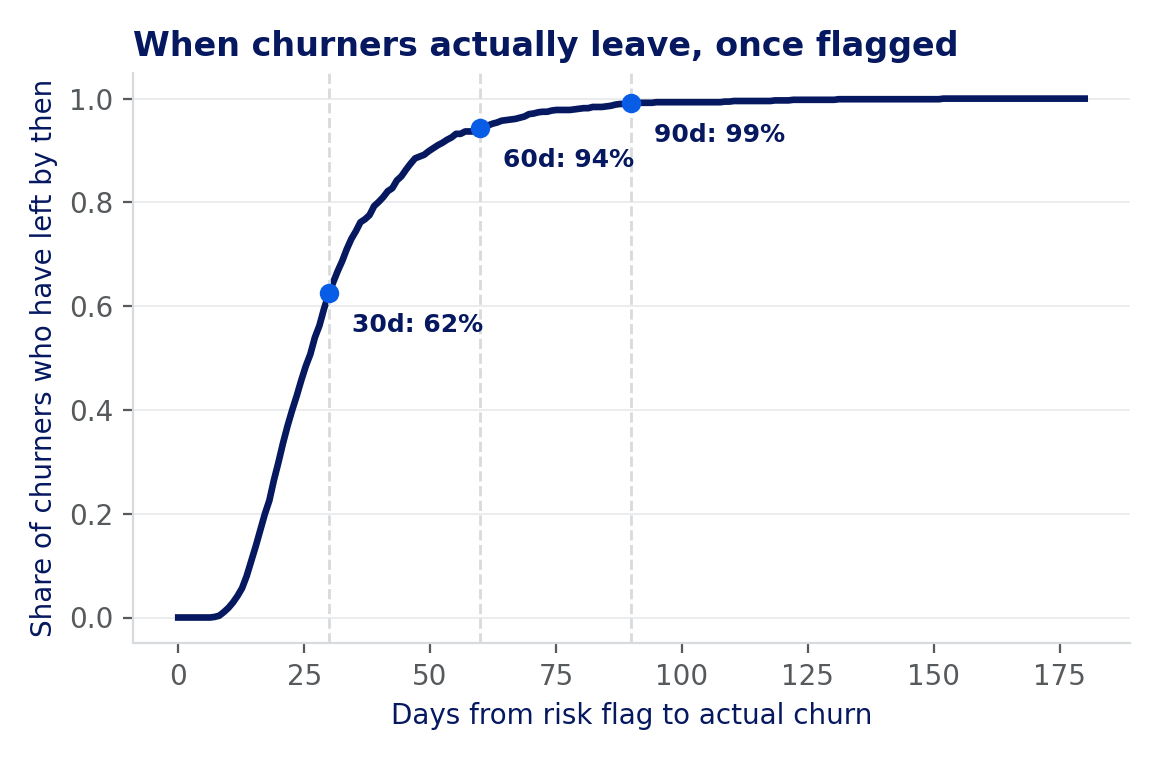 When churners actually leave, once flagged
Share of churners who have left by then
1.0
0.8
0.6
0.4
0.2
0.0
90d: 99%
60d: 94%
30d: 62%
0 25 50 75 100 125 150 175
Days from risk flag to actual churn